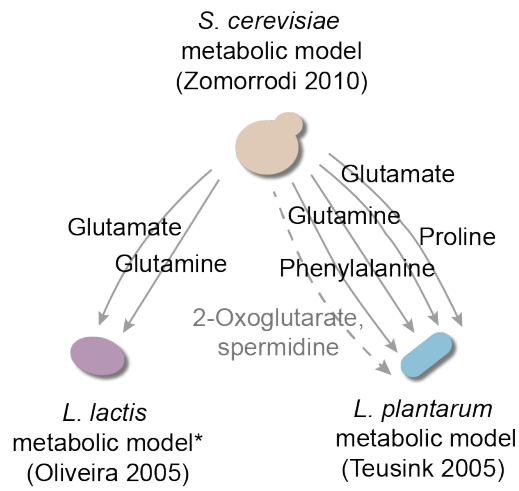 S. cerevisiae
metabolic model
(Zomorrodi 2010)
Glutamate
Glutamine
Glutamate
Glutamine
Proline
Phenylalanine
2-Oxoglutarate,
spermidine
L. lactis
metabolic model*
(Oliveira 2005)
L. plantarum
metabolic model
(Teusink 2005)